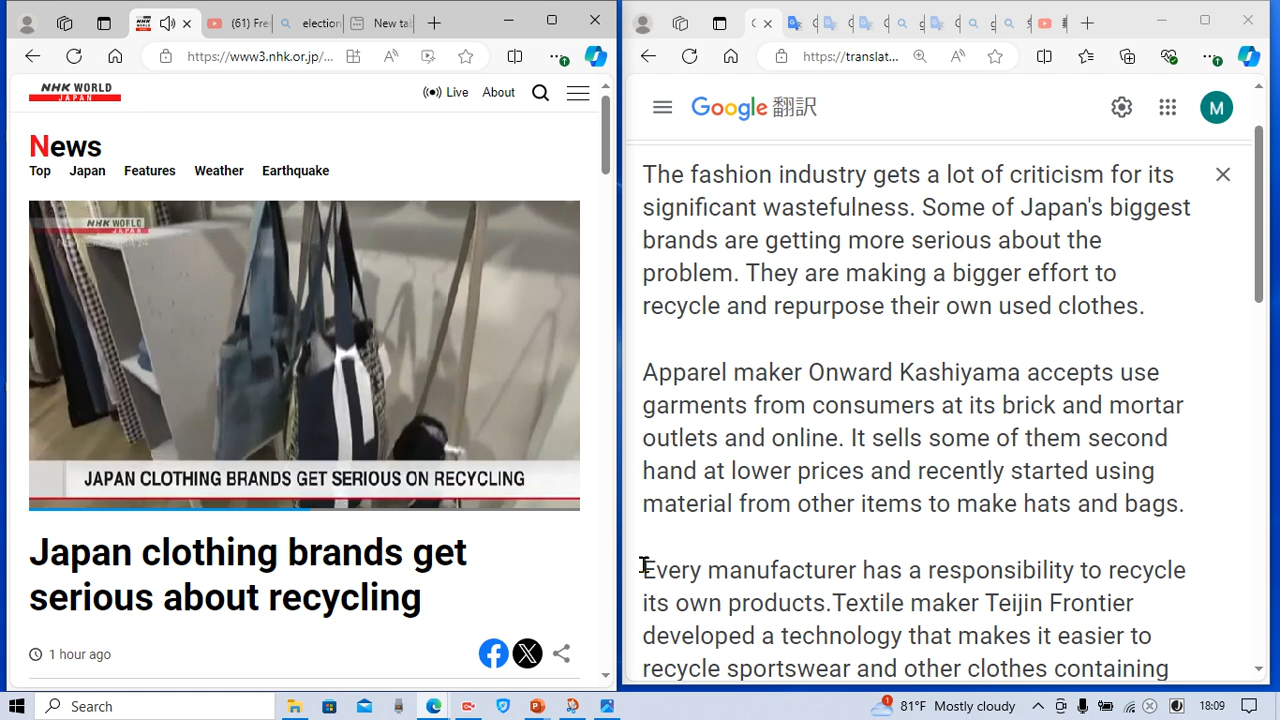 (61) Fre
election
New ta
https://www3.nhk.or.jp/...
https://translat...
NHK WORLD
JAPAN
Live
About
News
Top
Japan
Features
Weather
Earthquake
NHK WORLD
JAPAN
JAPAN CLOTHING BRANDS GET SERIOUS ON RECYCLING
Japan clothing brands get
serious about recycling
1 hour ago
Google 翻訳
M
The fashion industry gets a lot of criticism for its
significant wastefulness. Some of Japan's biggest
brands are getting more serious about the
problem. They are making a bigger effort to
recycle and repurpose their own used clothes.
Apparel maker Onward Kashiyama accepts use
garments from consumers at its brick and mortar
outlets and online. It sells some of them second
hand at lower prices and recently started using
material from other items to make hats and bags.
Every manufacturer has a responsibility to recycle
its own products.Textile maker Teijin Frontier
developed a technology that makes it easier to
recycle sportswear and other clothes containing
Search
1
81°F Mostly cloudy
18:09